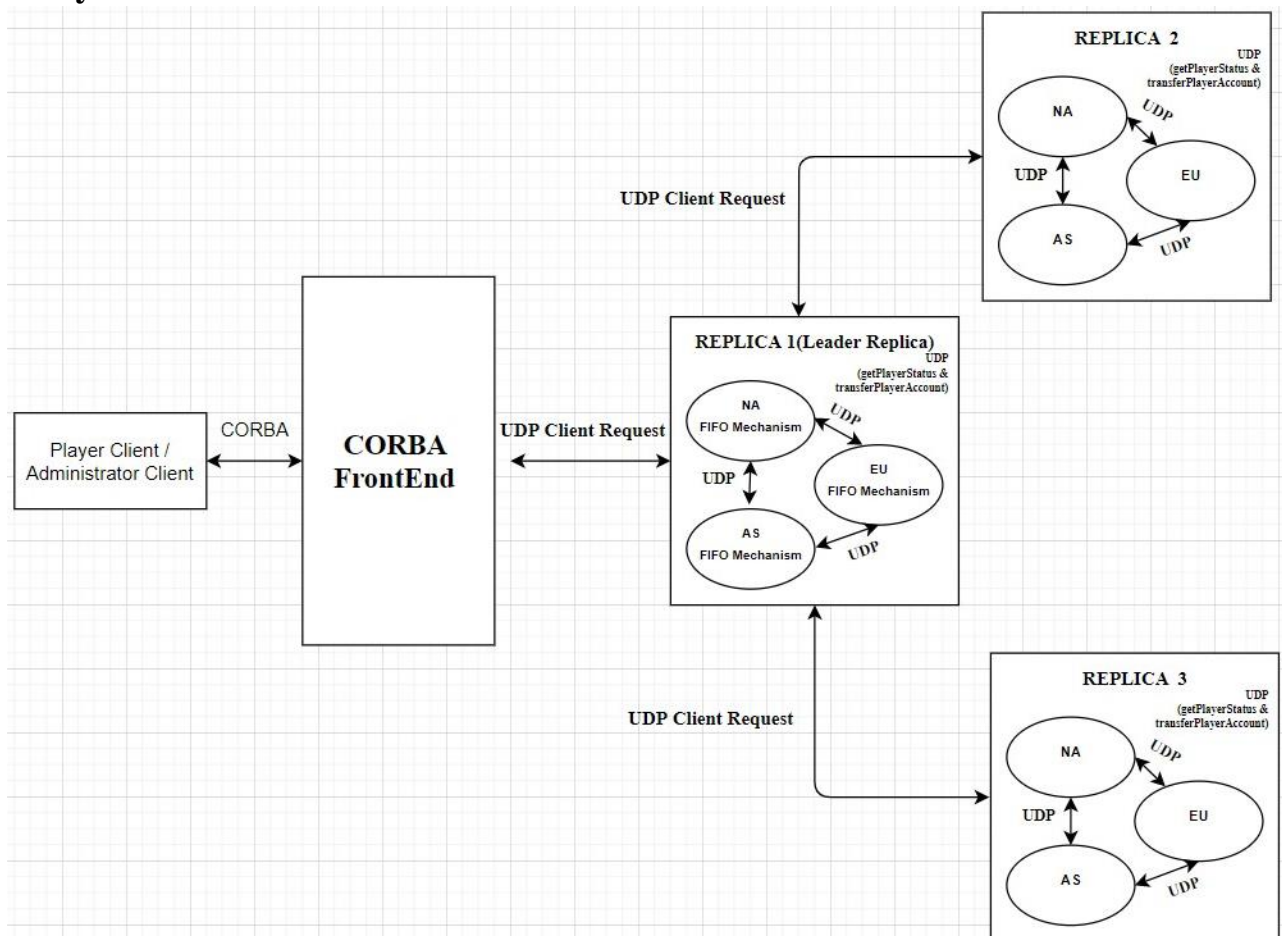 REPLICA 2
UDP
(getPlayerStatus &
transferPlayerAccount)
NA
UDP
UDP
EU
AS
UDP
UDP Client Request
REPLICA 1(Leader Replica)
UDP
(getPlayerStatus &
transferPlayerAccount)
NA
FIFO Mechanism
UDP
UDP
EU
FIFO Mechanism
AS
FIFO Mechanism
UDP
Player Client /
Administrator Client
CORBA
CORBA
FrontEnd
UDP Client Request
UDP Client Request
REPLICA 3
UDP
(getPlayerStatus &
transferPlayerAccount)
NA
UDP
UDP
EU
AS
UDP